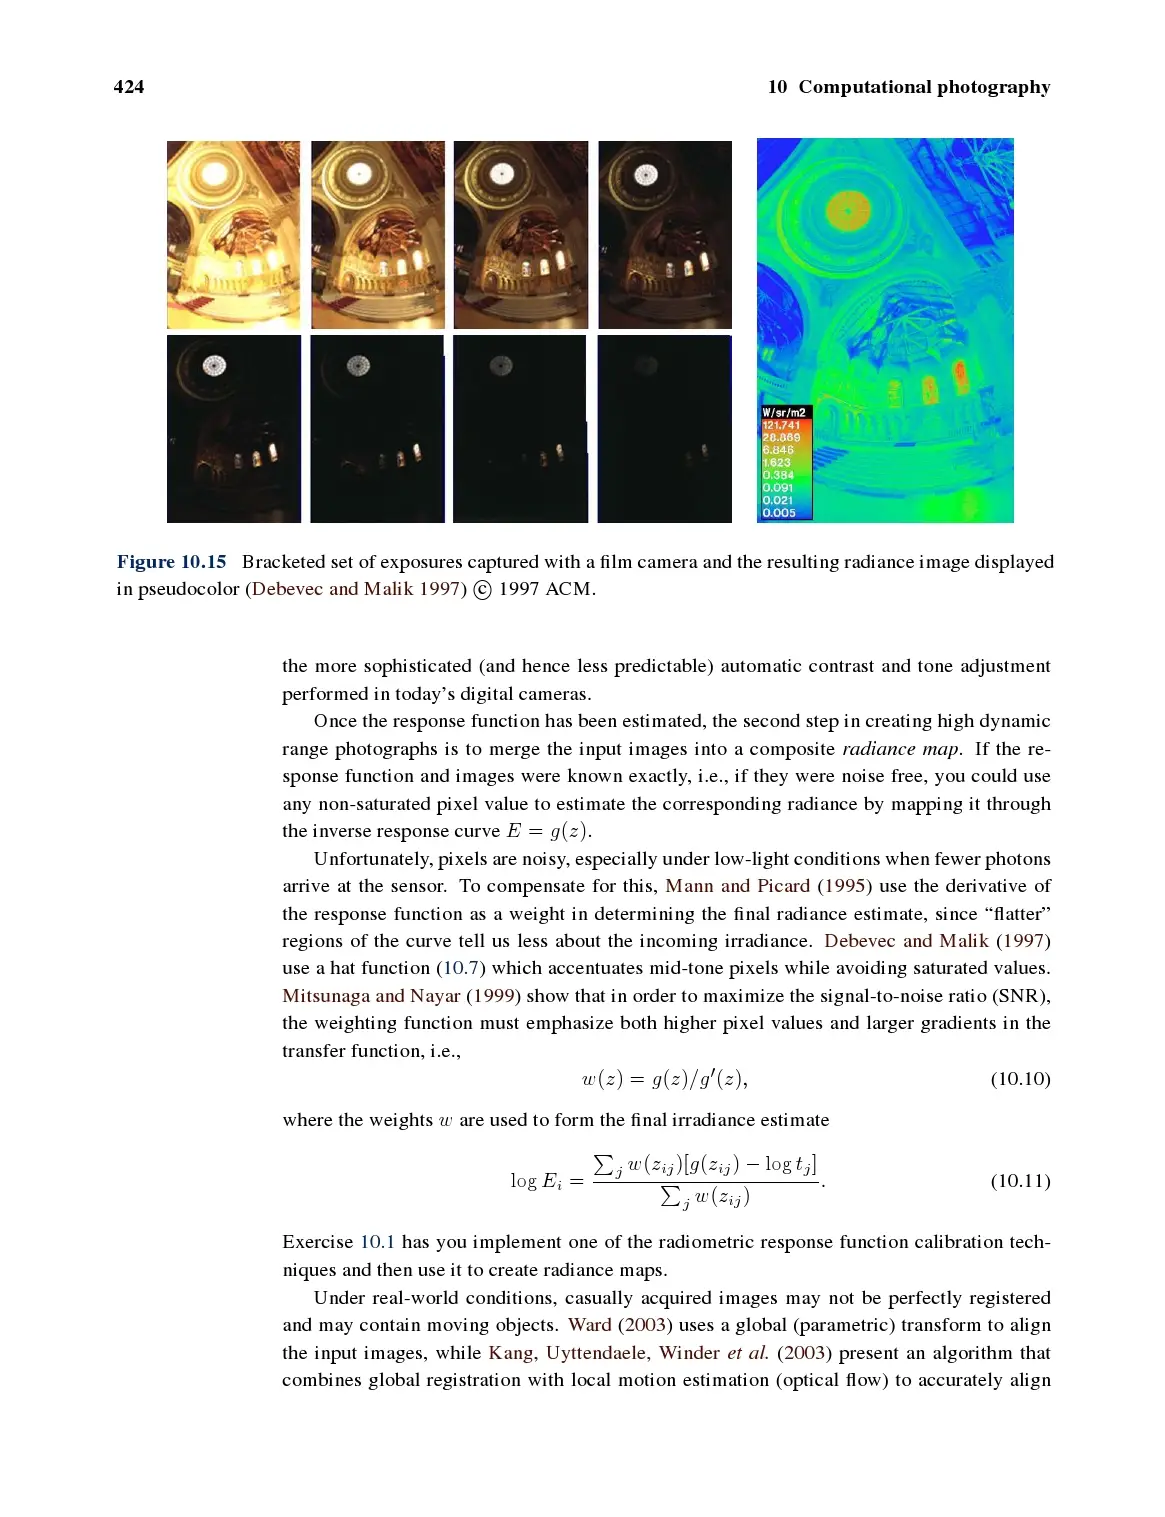 424
10 Computational photography
W/sr/m2
121.741
28.869
6.846
1.623
0.384
0.091
0.021
0.005
Figure 10.15 Bracketed set of exposures captured with a film camera and the resulting radiance image displayed
in pseudocolor (Debevec and Malik 1997) © 1997 ACM.
the more sophisticated (and hence less predictable) automatic contrast and tone adjustment
performed in today's digital cameras.
Once the response function has been estimated, the second step in creating high dynamic
range photographs is to merge the input images into a composite radiance map. If the re-
sponse function and images were known exactly, i.e., if they were noise free, you could use
any non-saturated pixel value to estimate the corresponding radiance by mapping it through
the inverse response curve E = g(z).
Unfortunately, pixels are noisy, especially under low-light conditions when fewer photons
arrive at the sensor. To compensate for this, Mann and Picard (1995) use the derivative of
the response function as a weight in determining the final radiance estimate, since “flatter”
regions of the curve tell us less about the incoming irradiance. Debevec and Malik (1997)
use a hat function (10.7) which accentuates mid-tone pixels while avoiding saturated values.
Mitsunaga and Nayar (1999) show that in order to maximize the signal-to-noise ratio (SNR),
the weighting function must emphasize both higher pixel values and larger gradients in the
transfer function, i.e.,
w(z) = g(z)/g′(z), (10.10)
where the weights w are used to form the final irradiance estimate
log E_i = ∑_j w(z_ij)[g(z_ij) − log t_j] / ∑_j w(z_ij). (10.11)
Exercise 10.1 has you implement one of the radiometric response function calibration tech-
niques and then use it to create radiance maps.
Under real-world conditions, casually acquired images may not be perfectly registered
and may contain moving objects. Ward (2003) uses a global (parametric) transform to align
the input images, while Kang, Uyttendaele, Winder et al. (2003) present an algorithm that
combines global registration with local motion estimation (optical flow) to accurately align